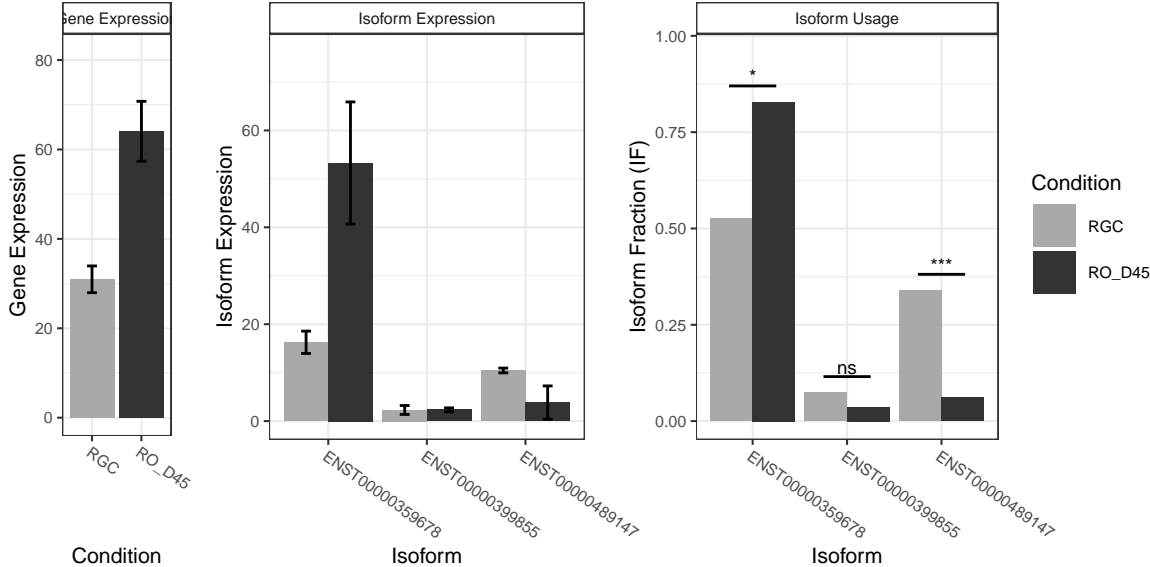 Gene Expression
Gene Expression
80
60
40
20
0
RGC
RO_D45
Condition
Isoform Expression
Isoform Expression
60
40
20
0
ENST00000359678
ENST00000399855
ENST00000489147
Isoform
Isoform Usage
Isoform Fraction (IF)
1.00
0.75
0.50
0.25
0.00
*
ns
***
ENST00000359678
ENST00000399855
ENST00000489147
Isoform
Condition
RGC
RO_D45